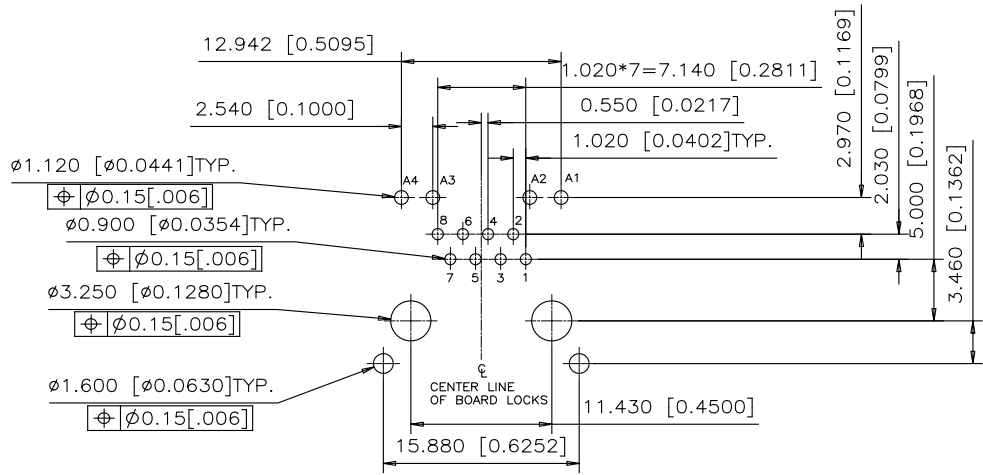 12.942 [0.5095]
1.020*7=7.140 [0.2811]
2.540 [0.1000]
0.550 [0.0217]
1.020 [0.0402]TYP.
2.970 [0.1169]
2.030 [0.0799]
5.000 [0.1968]
3.460 [0.1362]
ø1.120 [ø0.0441]TYP.
Ø0.15[.006]
A4 A3 A2 A1
8 6 4 2
ø0.900 [ø0.0354]TYP.
Ø0.15[.006]
7 5 3 1
ø3.250 [ø0.1280]TYP.
Ø0.15[.006]
ø1.600 [ø0.0630]TYP.
Ø0.15[.006]
℄
CENTER LINE
OF BOARD LOCKS
11.430 [0.4500]
15.880 [0.6252]